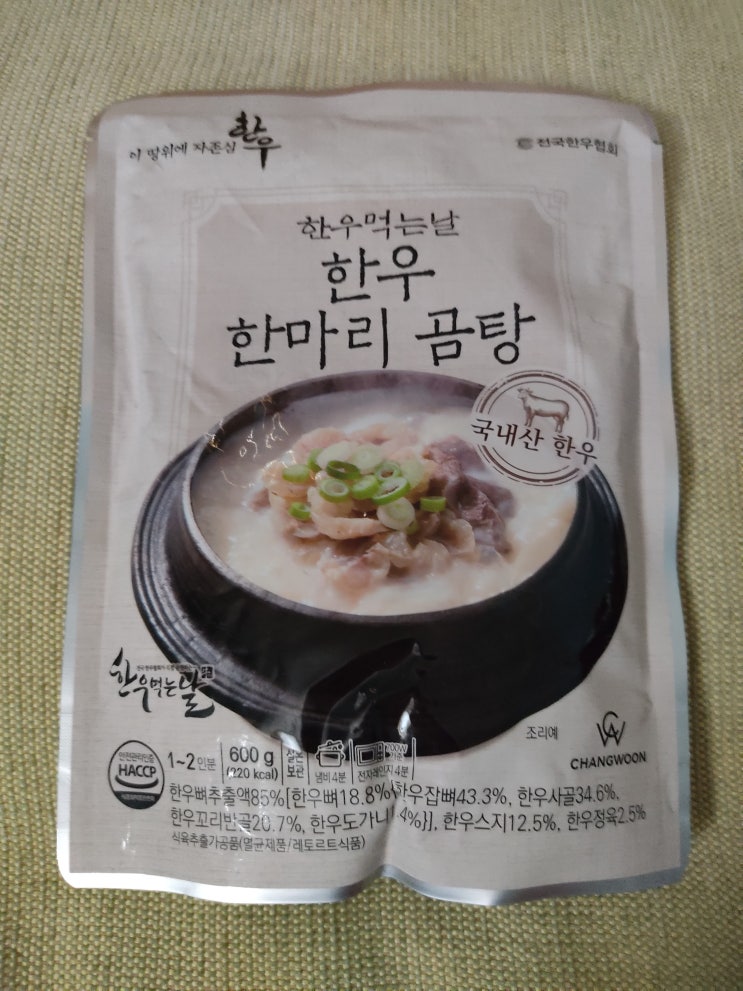 이 땅위에 자존심 한우
전국한우협회
한우먹는날
한우
한마리 곰탕
국내산 한우
한우먹는날
조리예
CHANGWOON
안전관리인증
HACCP
1~2인분
600 g
(220 kcal)
실온
보관
냄비 4분
700W
전자레인지 4분
한우뼈추출액85%[한우뼈18.8%{한우잡뼈43.3%, 한우사골34.6%,
한우꼬리반골20.7%, 한우도가니1.4%}], 한우스지12.5%, 한우정육2.5%
식육추출가공품(멸균제품/레토르트식품)